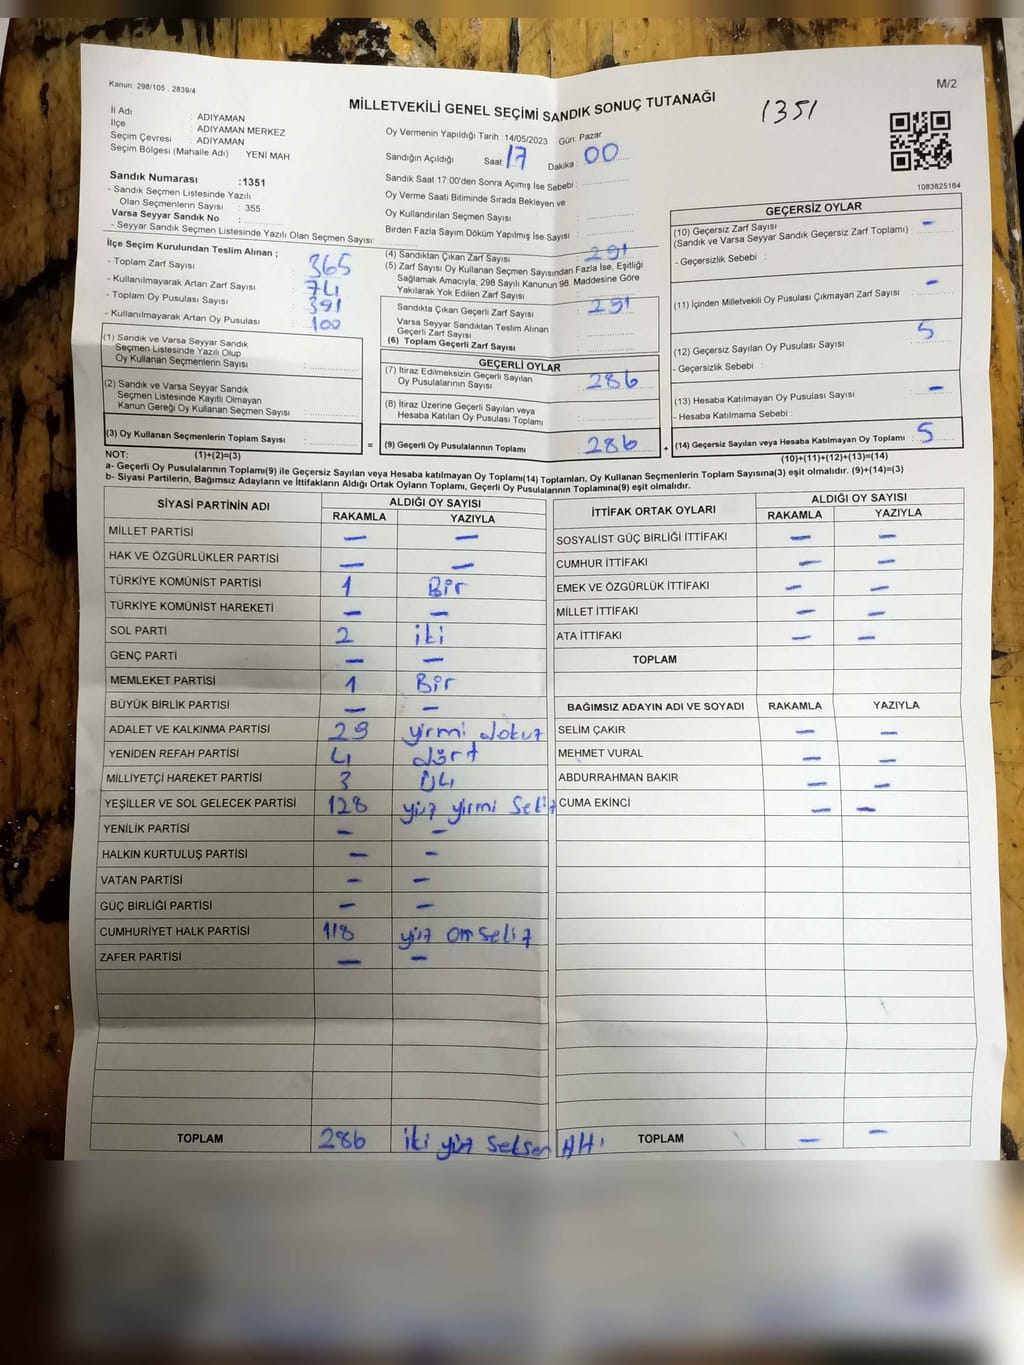 Kanun: 298/105 , 2839/4
M/2
MİLLETVEKİLİ GENEL SEÇİMİ SANDIK SONUÇ TUTANAĞI
1351
İl Adı : ADIYAMAN
İlçe : ADIYAMAN MERKEZ
Seçim Çevresi : ADIYAMAN
Seçim Bölgesi (Mahalle Adı) : YENİ MAH
Oy Vermenin Yapıldığı Tarih : 14/05/2023 Gün: Pazar
Sandığın Açıldığı Saat: 17 Dakika : 00
Sandık Saat 17:00'den Sonra Açımış İse Sebebi :
Oy Verme Saati Bitiminde Sırada Bekleyen ve
Oy Kullandırılan Seçmen Sayısı :
Birden Fazla Sayım Döküm Yapılmış İse Sayısı :
1083825164
Sandık Numarası :1351
- Sandık Seçmen Listesinde Yazılı
Olan Seçmenlerin Sayısı : 355
Varsa Seyyar Sandık No :
- Seyyar Sandık Seçmen Listesinde Yazılı Olan Seçmen Sayısı:
İlçe Seçim Kurulundan Teslim Alınan ;
- Toplam Zarf Sayısı : 365
- Kullanılmayarak Artan Zarf Sayısı : 74
- Toplam Oy Pusulası Sayısı : 391
- Kullanılmayarak Artan Oy Pusulası : 100
(1) Sandık ve Varsa Seyyar Sandık
Seçmen Listesinde Yazılı Olup
Oy Kullanan Seçmenlerin Sayısı :
(2) Sandık ve Varsa Seyyar Sandık
Seçmen Listesinde Kayıtlı Olmayan
Kanun Gereği Oy Kullanan Seçmen Sayısı :
(3) Oy Kullanan Seçmenlerin Toplam Sayısı :
(4) Sandıktan Çıkan Zarf Sayısı : 291
(5) Zarf Sayısı Oy Kullanan Seçmen Sayısından Fazla İse, Eşitliği
Sağlamak Amacıyla; 298 Sayılı Kanunun 98. Maddesine Göre
Yakılarak Yok Edilen Zarf Sayısı :
Sandıkta Çıkan Geçerli Zarf Sayısı : 291
Varsa Seyyar Sandıktan Teslim Alınan
Geçerli Zarf Sayısı :
(6) Toplam Geçerli Zarf Sayısı :
GEÇERLİ OYLAR
(7) İtiraz Edilmeksizin Geçerli Sayılan
Oy Pusulalarının Sayısı : 286
(8) İtiraz Üzerine Geçerli Sayılan veya
Hesaba Katılan Oy Pusulası Toplamı :
= (9) Geçerli Oy Pusulalarının Toplamı : 286 +
GEÇERSİZ OYLAR
(10) Geçersiz Zarf Sayısı : –
(Sandık ve Varsa Seyyar Sandık Geçersiz Zarf Toplamı)
- Geçersizlik Sebebi :
(11) İçinden Milletvekili Oy Pusulası Çıkmayan Zarf Sayısı : –
(12) Geçersiz Sayılan Oy Pusulası Sayısı : 5
- Geçersizlik Sebebi :
(13) Hesaba Katılmayan Oy Pusulası Sayısı : –
- Hesaba Katılmama Sebebi :
(14) Geçersiz Sayılan veya Hesaba Katılmayan Oy Toplamı : 5
NOT: (1)+(2)=(3)
(10)+(11)+(12)+(13)=(14)
a- Geçerli Oy Pusulalarının Toplamı(9) ile Geçersiz Sayılan veya Hesaba katılmayan Oy Toplamı(14) Toplamları, Oy Kullanan Seçmenlerin Toplam Sayısına(3) eşit olmalıdır. (9)+(14)=(3)
b- Siyasi Partilerin, Bağımsız Adayların ve İttifakların Aldığı Ortak Oyların Toplamı, Geçerli Oy Pusulalarının Toplamına(9) eşit olmalıdır.
SİYASİ PARTİNİN ADI ALDIĞI OY SAYISI
RAKAMLA YAZIYLA
MİLLET PARTİSİ – –
HAK VE ÖZGÜRLÜKLER PARTİSİ – –
TÜRKİYE KOMÜNİST PARTİSİ 1 Bir
TÜRKİYE KOMÜNİST HAREKETİ – –
SOL PARTİ 2 iki
GENÇ PARTİ – –
MEMLEKET PARTİSİ 1 Bir
BÜYÜK BİRLİK PARTİSİ – –
ADALET VE KALKINMA PARTİSİ 29 yirmi dokuz
YENİDEN REFAH PARTİSİ 4 dört
MİLLİYETÇİ HAREKET PARTİSİ 3 Üç
YEŞİLLER VE SOL GELECEK PARTİSİ 128 yüz yirmi Sekiz
YENİLİK PARTİSİ – –
HALKIN KURTULUŞ PARTİSİ – –
VATAN PARTİSİ – –
GÜÇ BİRLİĞİ PARTİSİ – –
CUMHURİYET HALK PARTİSİ 118 yüz on sekiz
ZAFER PARTİSİ – –
TOPLAM 286 iki yüz seksen Altı
İTTİFAK ORTAK OYLARI ALDIĞI OY SAYISI
RAKAMLA YAZIYLA
SOSYALİST GÜÇ BİRLİĞİ İTTİFAKI – –
CUMHUR İTTİFAKI – –
EMEK VE ÖZGÜRLÜK İTTİFAKI – –
MİLLET İTTİFAKI – –
ATA İTTİFAKI – –
TOPLAM
BAĞIMSIZ ADAYIN ADI VE SOYADI RAKAMLA YAZIYLA
SELİM ÇAKIR – –
MEHMET VURAL – –
ABDURRAHMAN BAKIR – –
CUMA EKİNCİ – –
TOPLAM – –